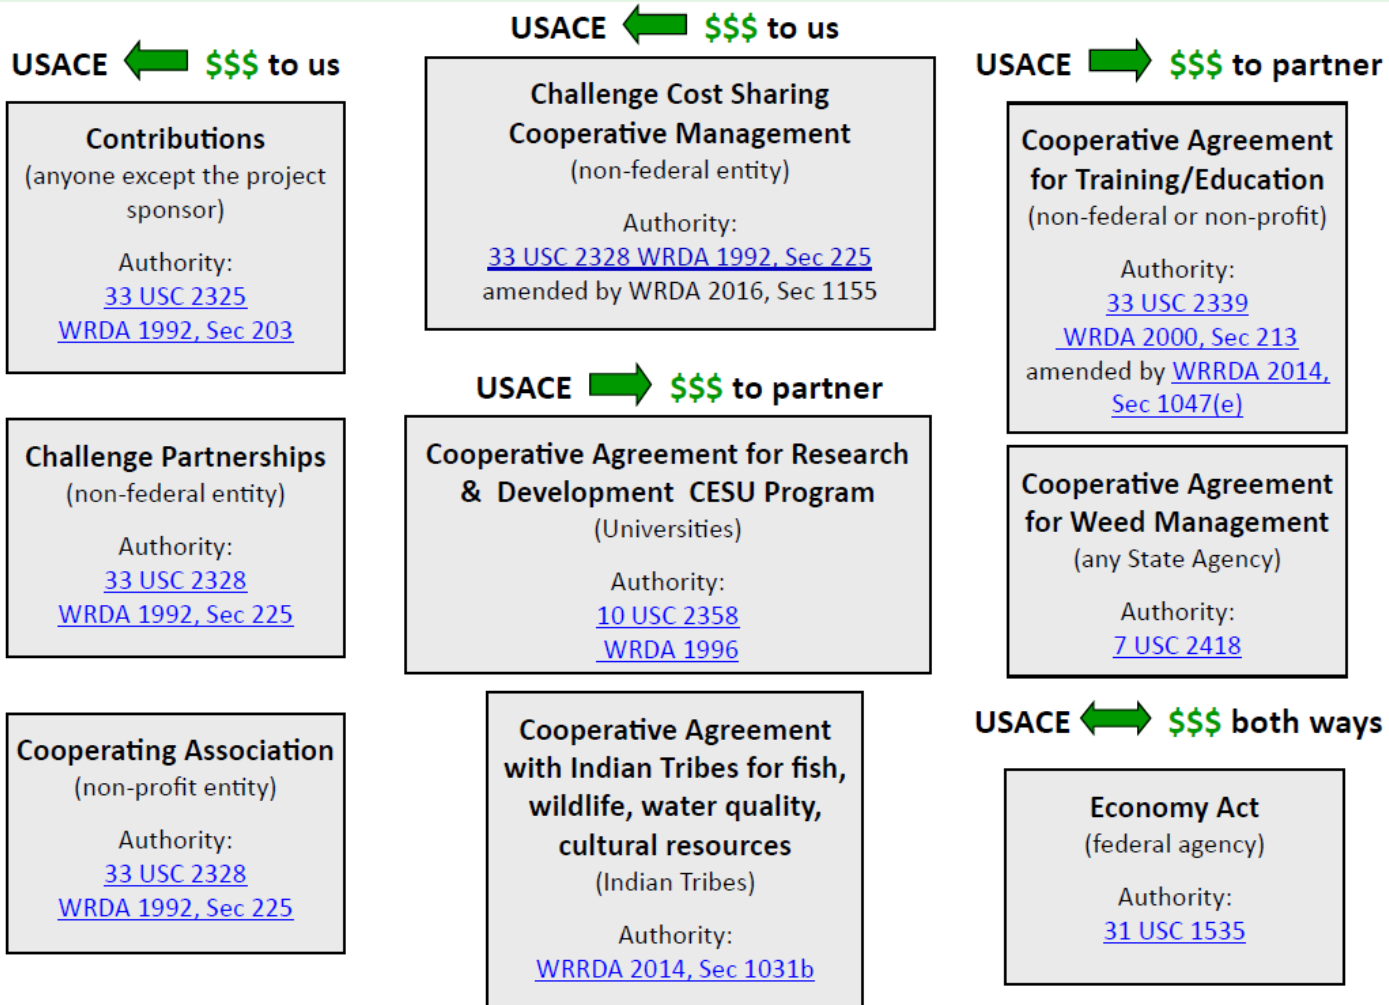 USACE $$$ to us
Contributions
(anyone except the project
sponsor)
Authority:
33 USC 2325
WRDA 1992, Sec 203
Challenge Partnerships
(non-federal entity)
Authority:
33 USC 2328
WRDA 1992, Sec 225
Cooperating Association
(non-profit entity)
Authority:
33 USC 2328
WRDA 1992, Sec 225
USACE $$$ to us
Challenge Cost Sharing
Cooperative Management
(non-federal entity)
Authority:
33 USC 2328 WRDA 1992, Sec 225
amended by WRDA 2016, Sec 1155
USACE $$$ to partner
Cooperative Agreement for Research
& Development CESU Program
(Universities)
Authority:
10 USC 2358
WRDA 1996
Cooperative Agreement
with Indian Tribes for fish,
wildlife, water quality,
cultural resources
(Indian Tribes)
Authority:
WRRDA 2014, Sec 1031b
USACE $$$ to partner
Cooperative Agreement
for Training/Education
(non-federal or non-profit)
Authority:
33 USC 2339
WRDA 2000, Sec 213
amended by WRRDA 2014,
Sec 1047(e)
Cooperative Agreement
for Weed Management
(any State Agency)
Authority:
7 USC 2418
USACE $$$ both ways
Economy Act
(federal agency)
Authority:
31 USC 1535